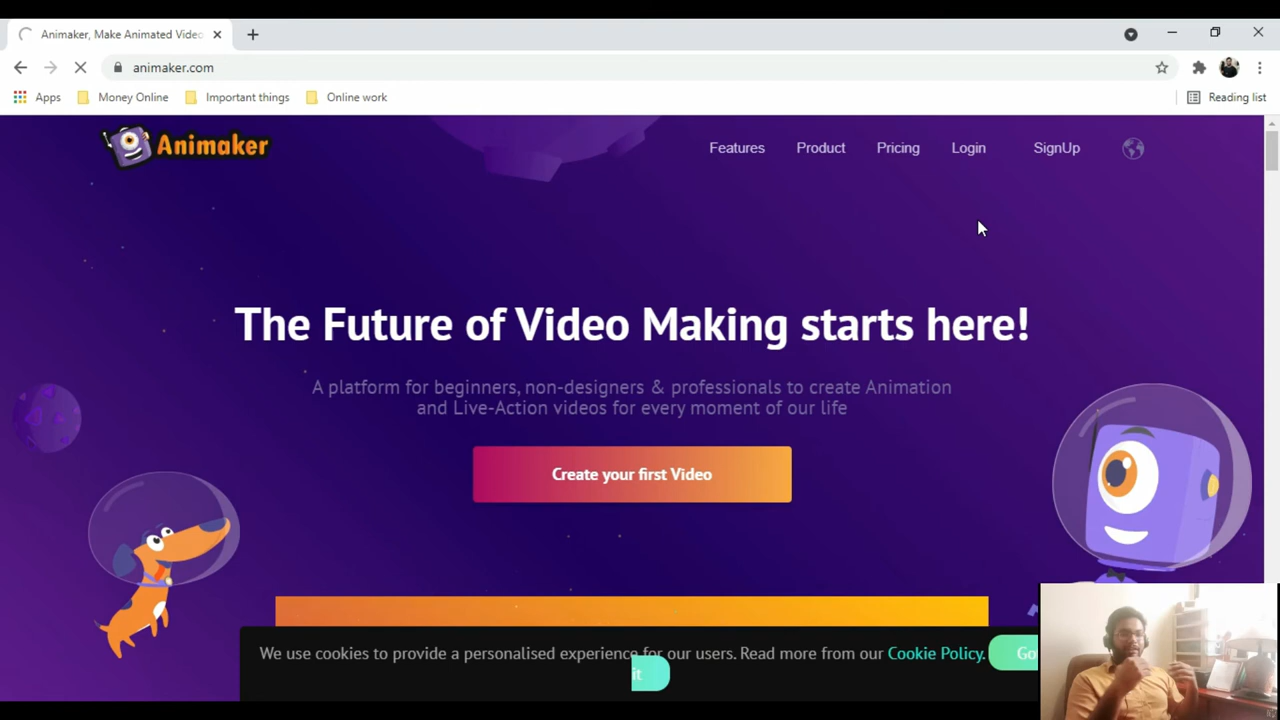 Animaker, Make Animated Video
animaker.com
Apps Money Online Important things Online work Reading list
Animaker
Features Product Pricing Login SignUp
The Future of Video Making starts here!
A platform for beginners, non-designers & professionals to create Animation
and Live-Action videos for every moment of our life
Create your first Video
We use cookies to provide a personalised experience for our users. Read more from our Cookie Policy. Go
it